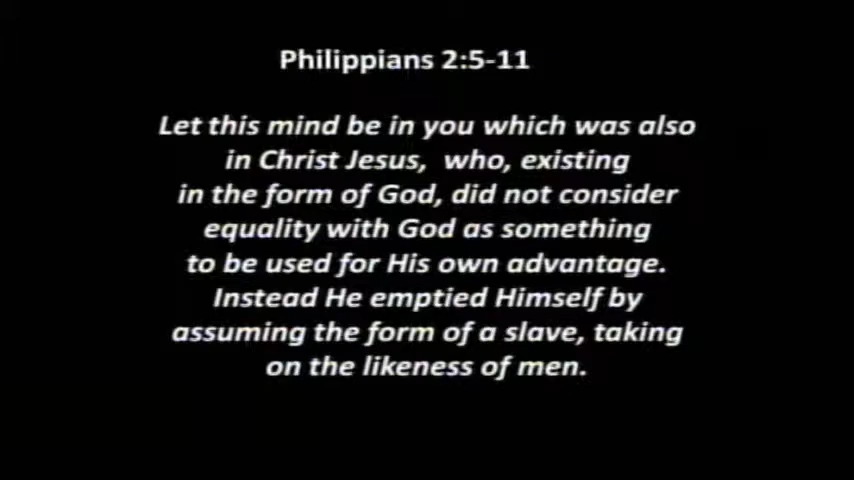 Philippians 2:5-11
Let this mind be in you which was also
in Christ Jesus, who, existing
in the form of God, did not consider
equality with God as something
to be used for His own advantage.
Instead He emptied Himself by
assuming the form of a slave, taking
on the likeness of men.